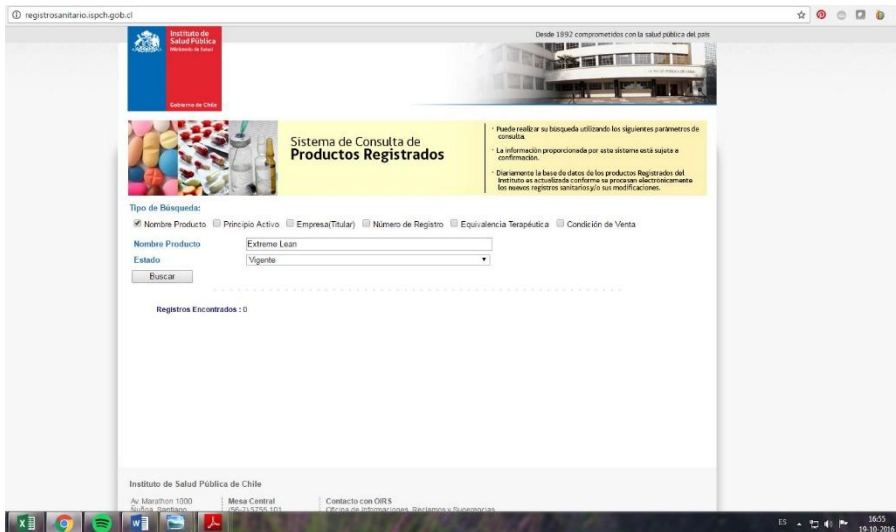 registrosanitario.ispch.gob.cl
Instituto de
Salud Pública
Ministerio de Salud
Gobierno de Chile
Desde 1892 comprometidos con la salud pública del país
Sistema de Consulta de
Productos Registrados
· Puede realizar su búsqueda utilizando los siguientes parámetros de
consulta.
· La información proporcionada por este sistema está sujeta a
confirmación.
· Diariamente la base de datos de los productos Registrados del
Instituto es actualizada conforme se procesan electrónicamente
los nuevos registros sanitarios y/o sus modificaciones.
Tipo de Búsqueda:
Nombre Producto Principio Activo Empresa(Titular) Número de Registro Equivalencia Terapéutica Condición de Venta
Nombre Producto Extreme Lean
Estado Vigente
Buscar
Registros Encontrados : 0
Instituto de Salud Pública de Chile
Av. Marathon 1000 Mesa Central Contacto con OIRS
Ñuñoa, Santiago (56-2) 5755 101 Oficina de Informaciones, Reclamos y Sugerencias
ES 16:55
19-10-2016